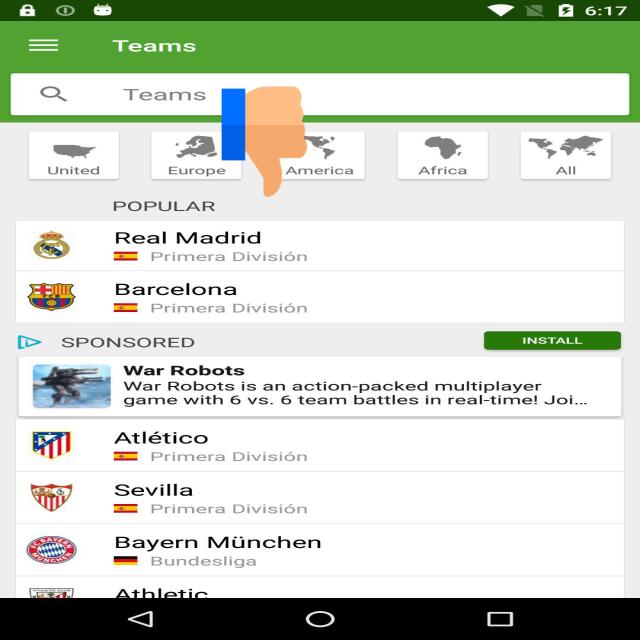 6:17
Teams
Teams
United
Europe
America
Africa
All
POPULAR
Real Madrid
Primera División
Barcelona
Primera División
SPONSORED
INSTALL
War Robots
War Robots is an action-packed multiplayer
game with 6 vs. 6 team battles in real-time! Joi...
Atlético
Primera División
Sevilla
Primera División
Bayern München
Bundesliga
Athletic